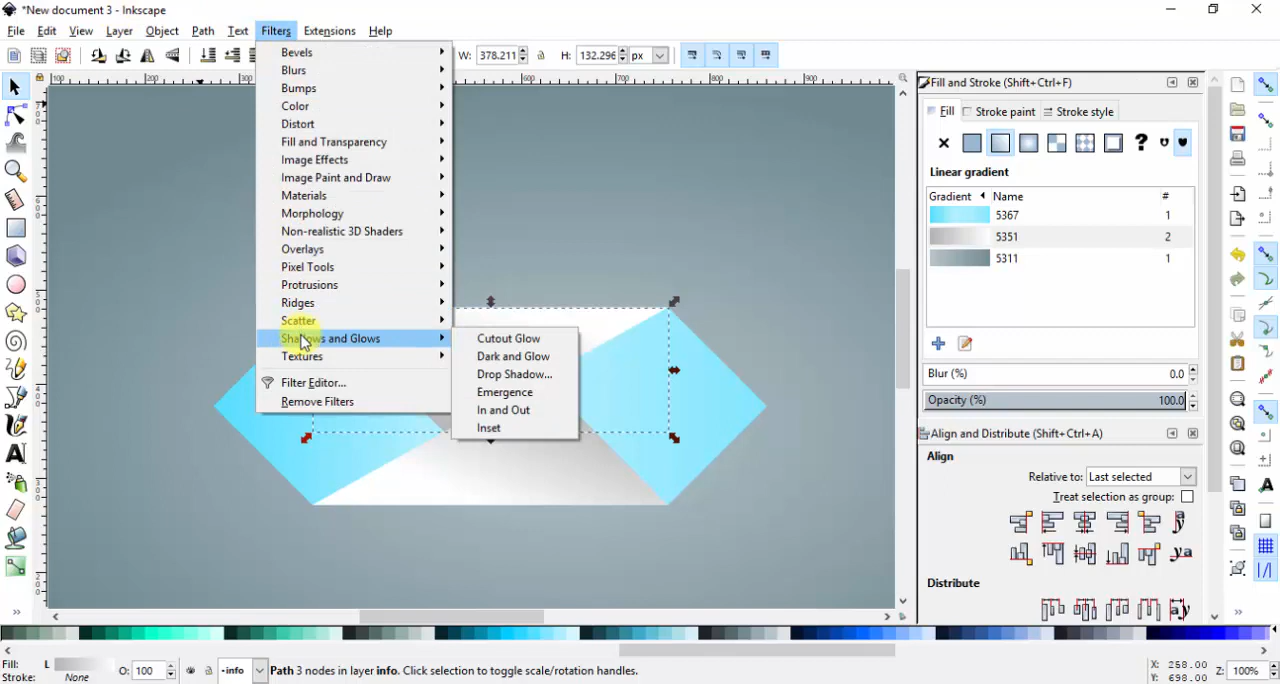 *New document 3 - Inkscape
File Edit View Layer Object Path Text Filters Extensions Help
W: 378.211 H: 132.296 px
Bevels
Blurs
Bumps
Color
Distort
Fill and Transparency
Image Effects
Image Paint and Draw
Materials
Morphology
Non-realistic 3D Shaders
Overlays
Pixel Tools
Protrusions
Ridges
Scatter
Shadows and Glows
Textures
Filter Editor...
Remove Filters
Cutout Glow
Dark and Glow
Drop Shadow...
Emergence
In and Out
Inset
Fill and Stroke (Shift+Ctrl+F)
Fill Stroke paint Stroke style
?
Linear gradient
Gradient Name #
5367 1
5351 2
5311 1
Blur (%) 0.0
Opacity (%) 100.0
Align and Distribute (Shift+Ctrl+A)
Align
Relative to: Last selected
Treat selection as group:
Distribute
Fill: L
Stroke: None
O: 100
-info
Path 3 nodes in layer info. Click selection to toggle scale/rotation handles.
X: 258.00
Y: 698.00
Z: 100%